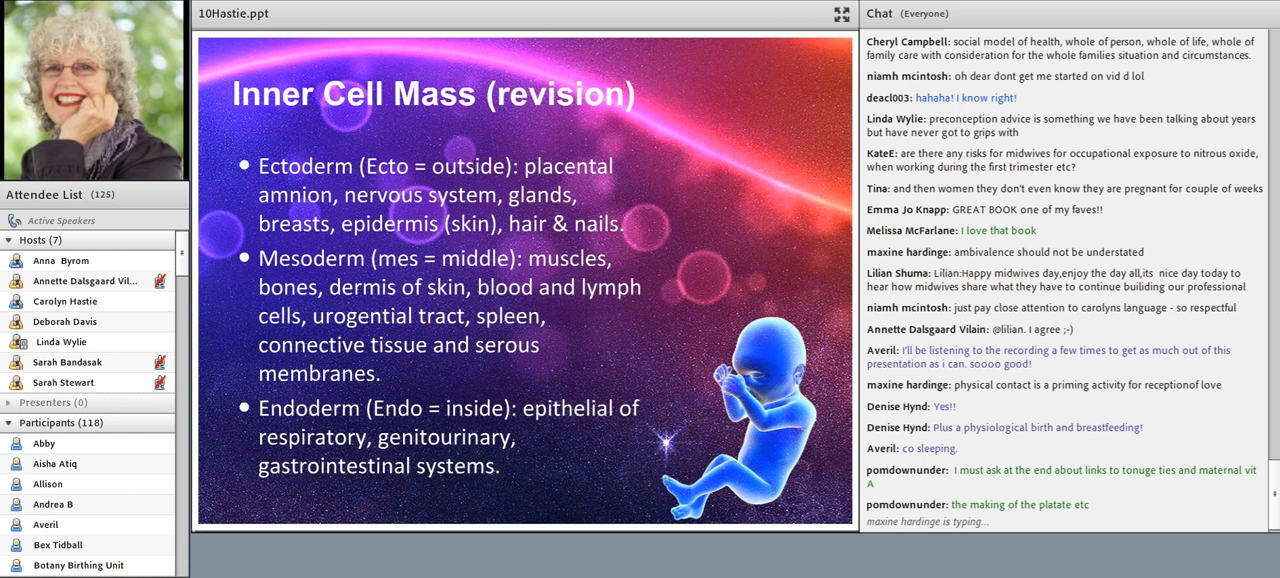 10Hastie.ppt
Inner Cell Mass (revision)
Ectoderm (Ecto = outside): placental
amnion, nervous system, glands,
breasts, epidermis (skin), hair & nails.
Mesoderm (mes = middle): muscles,
bones, dermis of skin, blood and lymph
cells, urogential tract, spleen,
connective tissue and serous
membranes.
Endoderm (Endo = inside): epithelial of
respiratory, genitourinary,
gastrointestinal systems.
Attendee List (125)
Active Speakers
Hosts (7)
Anna Byrom
Annette Dalsgaard Vil...
Carolyn Hastie
Deborah Davis
Linda Wylie
Sarah Bandasak
Sarah Stewart
Presenters (0)
Participants (118)
Abby
Aisha Atiq
Allison
Andrea B
Averil
Bex Tidball
Botany Birthing Unit
Chat (Everyone)
Cheryl Campbell: social model of health, whole of person, whole of life, whole of
family care with consideration for the whole families situation and circumstances.
niamh mcintosh: oh dear dont get me started on vid d lol
deacl003: hahaha! I know right!
Linda Wylie: preconception advice is something we have been talking about years
but have never got to grips with
KateE: are there any risks for midwives for occupational exposure to nitrous oxide,
when working during the first trimester etc?
Tina: and then women they don't even know they are pregnant for couple of weeks
Emma Jo Knapp: GREAT BOOK one of my faves!!
Melissa McFarlane: I love that book
maxine hardinge: ambivalence should not be understated
Lilian Shuma: Lilian:Happy midwives day,enjoy the day all,its nice day today to
hear how midwives share what they have to continue builiding our professional
niamh mcintosh: just pay close attention to carolyns language - so respectful
Annette Dalsgaard Vilain: @lilian. I agree ;-)
Averil: I'll be listening to the recording a few times to get as much out of this
presentation as i can. soooo good!
maxine hardinge: physical contact is a priming activity for receptionof love
Denise Hynd: Yes!!
Denise Hynd: Plus a physiological birth and breastfeeding!
Averil: co sleeping.
pomdownunder: I must ask at the end about links to tonuge ties and maternal vit
A
pomdownunder: the making of the platate etc
maxine hardinge is typing...